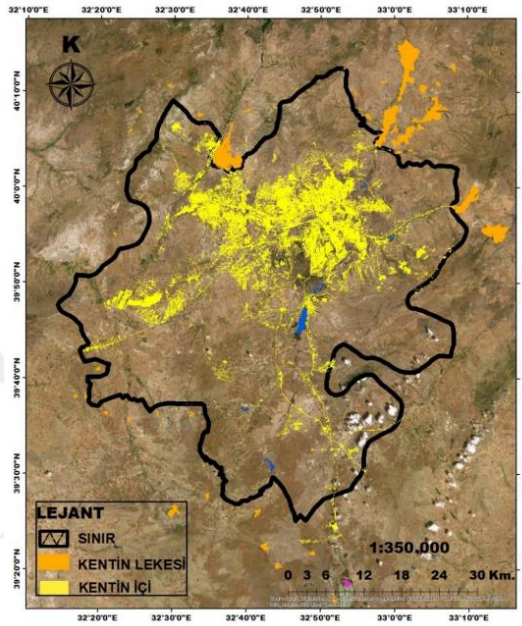 32°10'0"E 32°20'0"E 32°30'0"E 32°40'0"E 32°50'0"E 33°0'0"E 33°10'0"E
K
40°10'0"N
40°0'0"N
39°50'0"N
39°40'0"N
39°30'0"N
39°20'0"N
LEJANT
SINIR
KENTİN LEKESİ
KENTİN İÇİ
1:350.000
0 3 6 12 18 24 30 Km.
32°20'0"E 32°30'0"E 32°40'0"E 32°50'0"E 33°0'0"E 33°10'0"E